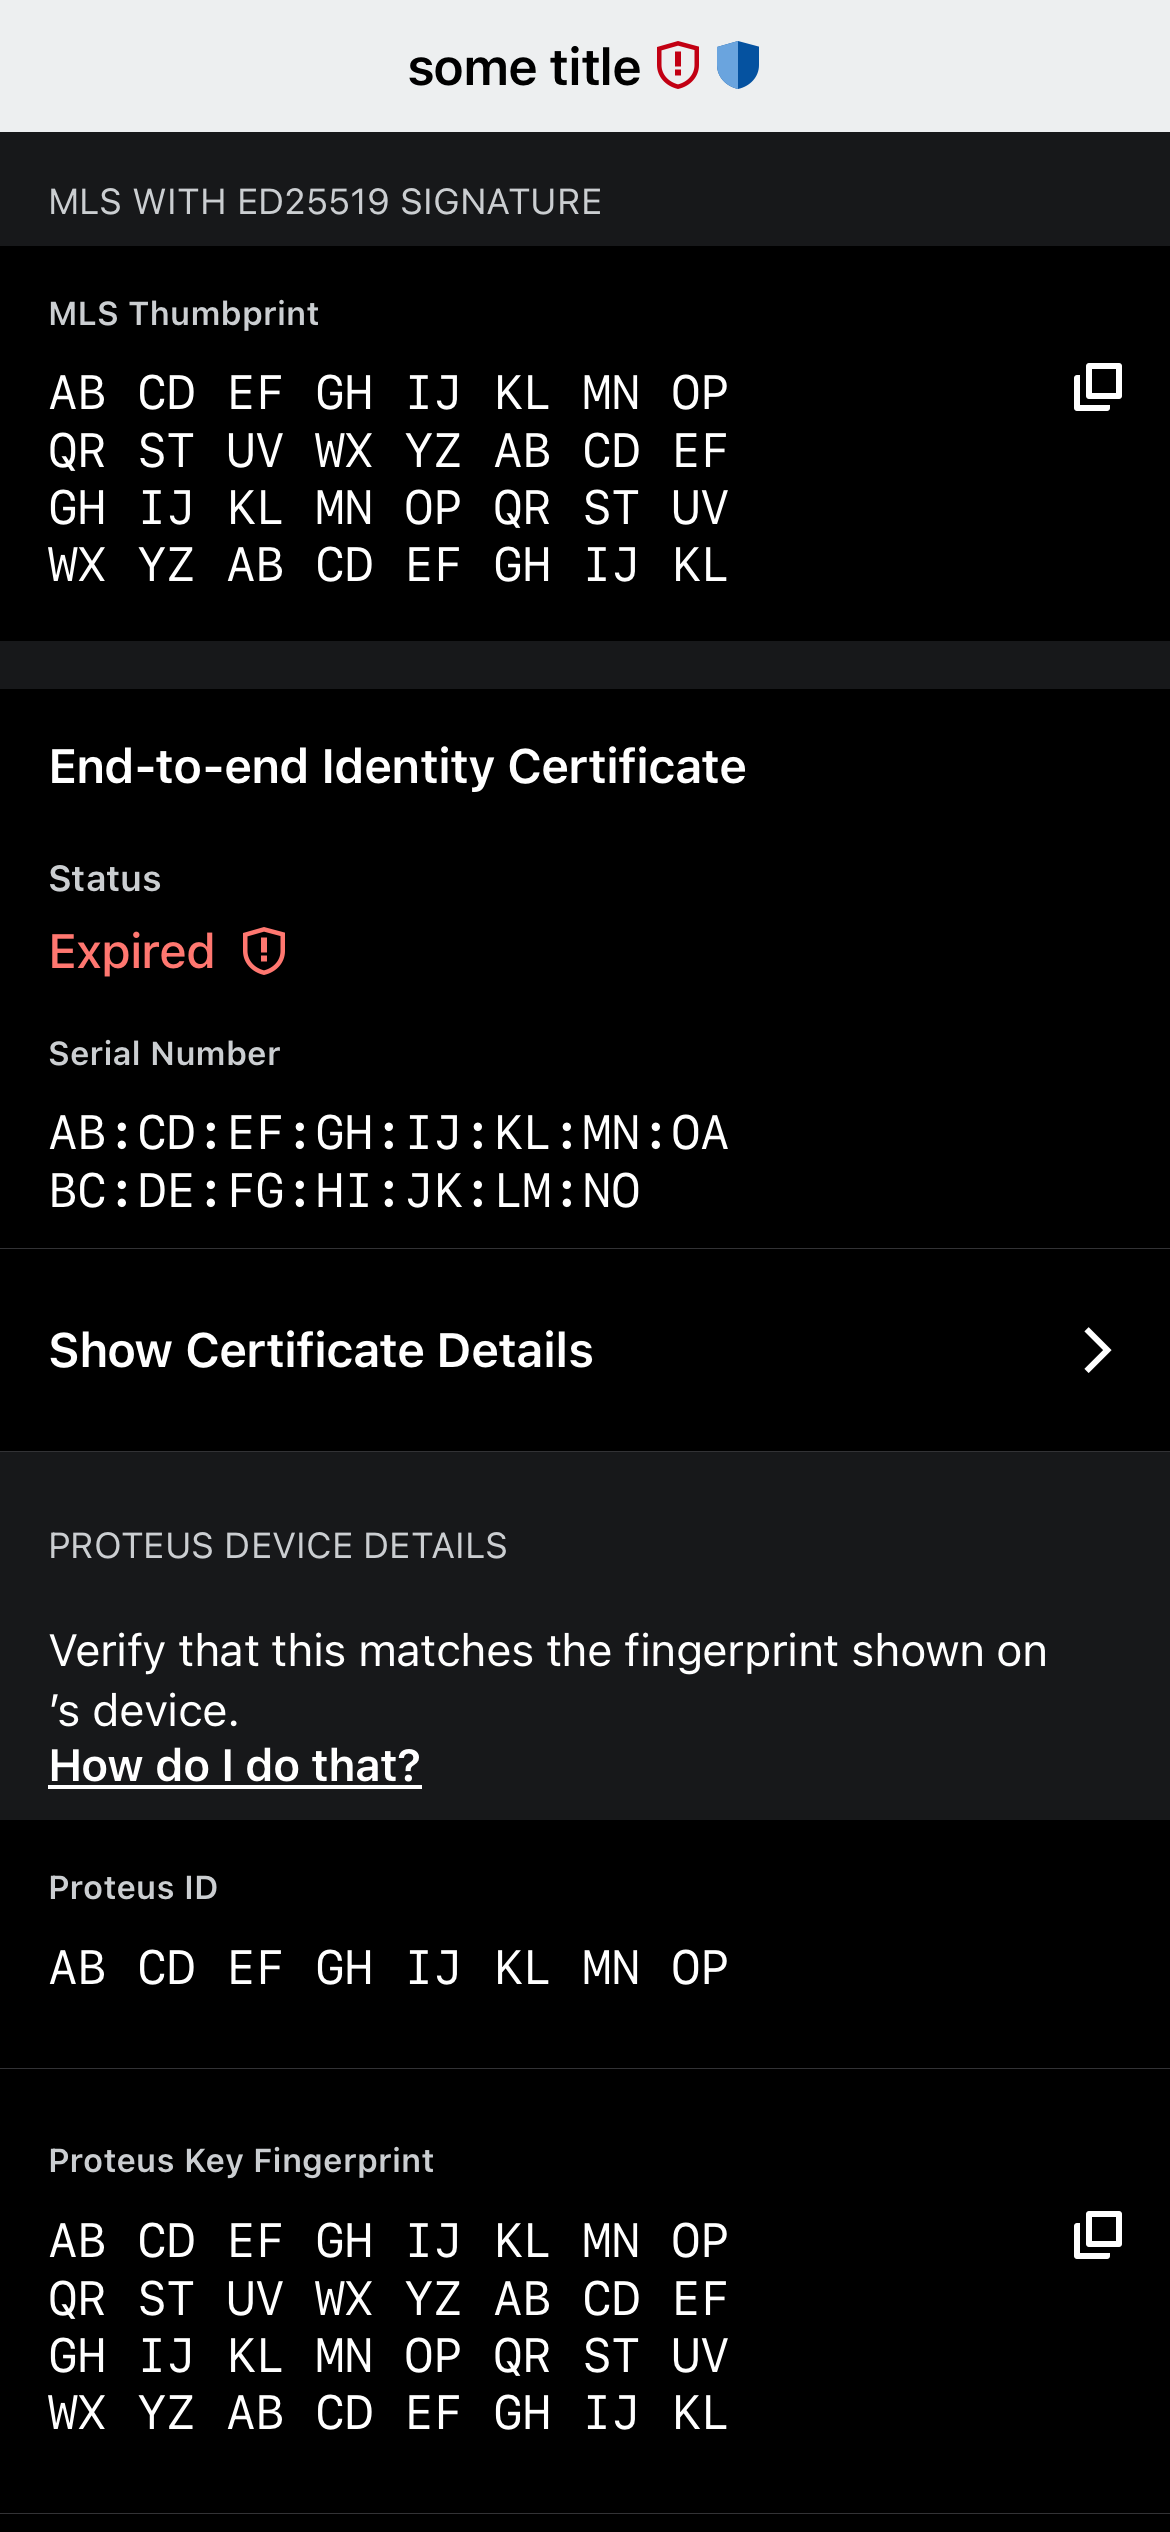 some title
MLS WITH ED25519 SIGNATURE
MLS Thumbprint
AB CD EF GH IJ KL MN OP
QR ST UV WX YZ AB CD EF
GH IJ KL MN OP QR ST UV
WX YZ AB CD EF GH IJ KL
End-to-end Identity Certificate
Status
Expired
Serial Number
AB:CD:EF:GH:IJ:KL:MN:OA
BC:DE:FG:HI:JK:LM:NO
Show Certificate Details
PROTEUS DEVICE DETAILS
Verify that this matches the fingerprint shown on
’s device.
How do I do that?
Proteus ID
AB CD EF GH IJ KL MN OP
Proteus Key Fingerprint
AB CD EF GH IJ KL MN OP
QR ST UV WX YZ AB CD EF
GH IJ KL MN OP QR ST UV
WX YZ AB CD EF GH IJ KL